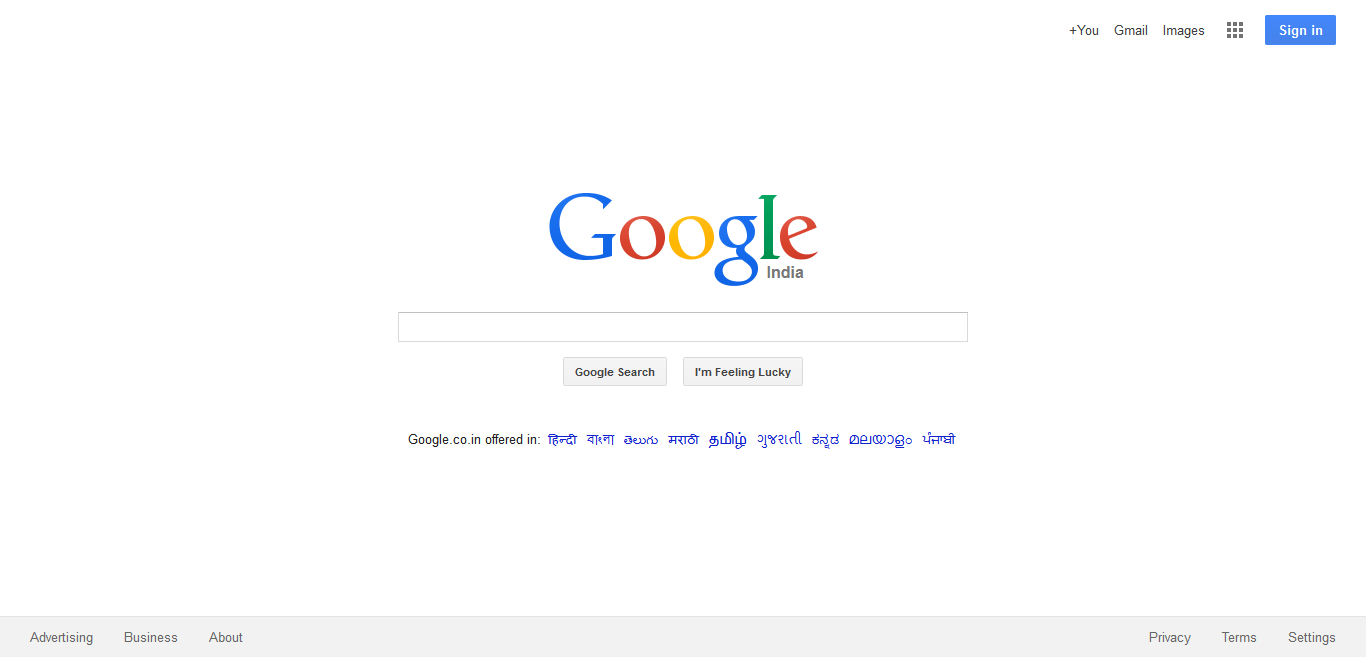 +You Gmail Images Sign in
Google
India
Google Search I'm Feeling Lucky
Google.co.in offered in: हिन्दी বাংলা తెలుగు मराठी தமிழ் ગુજરાતી ಕನ್ನಡ മലയാളം ਪੰਜਾਬੀ
Advertising Business About Privacy Terms Settings